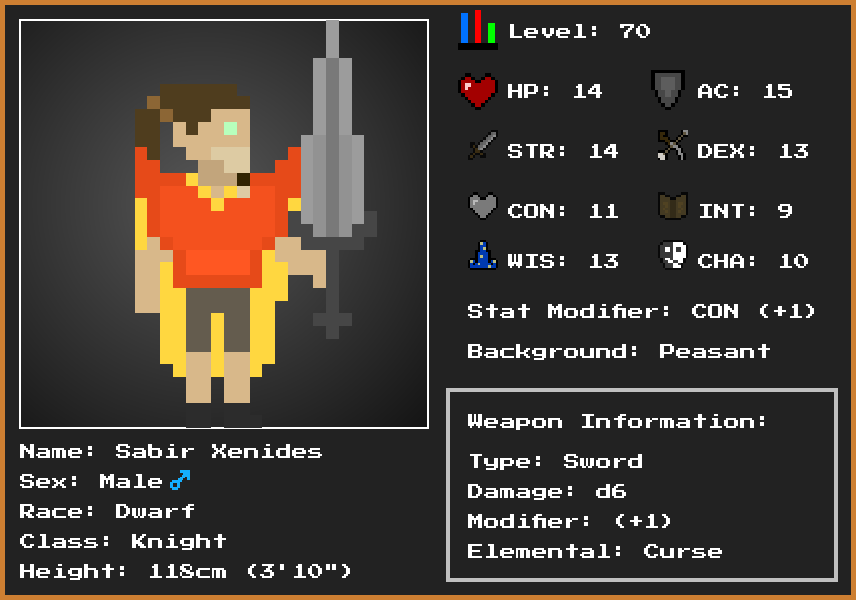 Level: 70
HP: 14 AC: 15
STR: 14 DEX: 13
CON: 11 INT: 9
WIS: 13 CHA: 10
Stat Modifier: CON (+1)
Background: Peasant
Weapon Information:
Type: Sword
Damage: d6
Modifier: (+1)
Elemental: Curse
Name: Sabir Xenides
Sex: Male ♂
Race: Dwarf
Class: Knight
Height: 118cm (3'10")